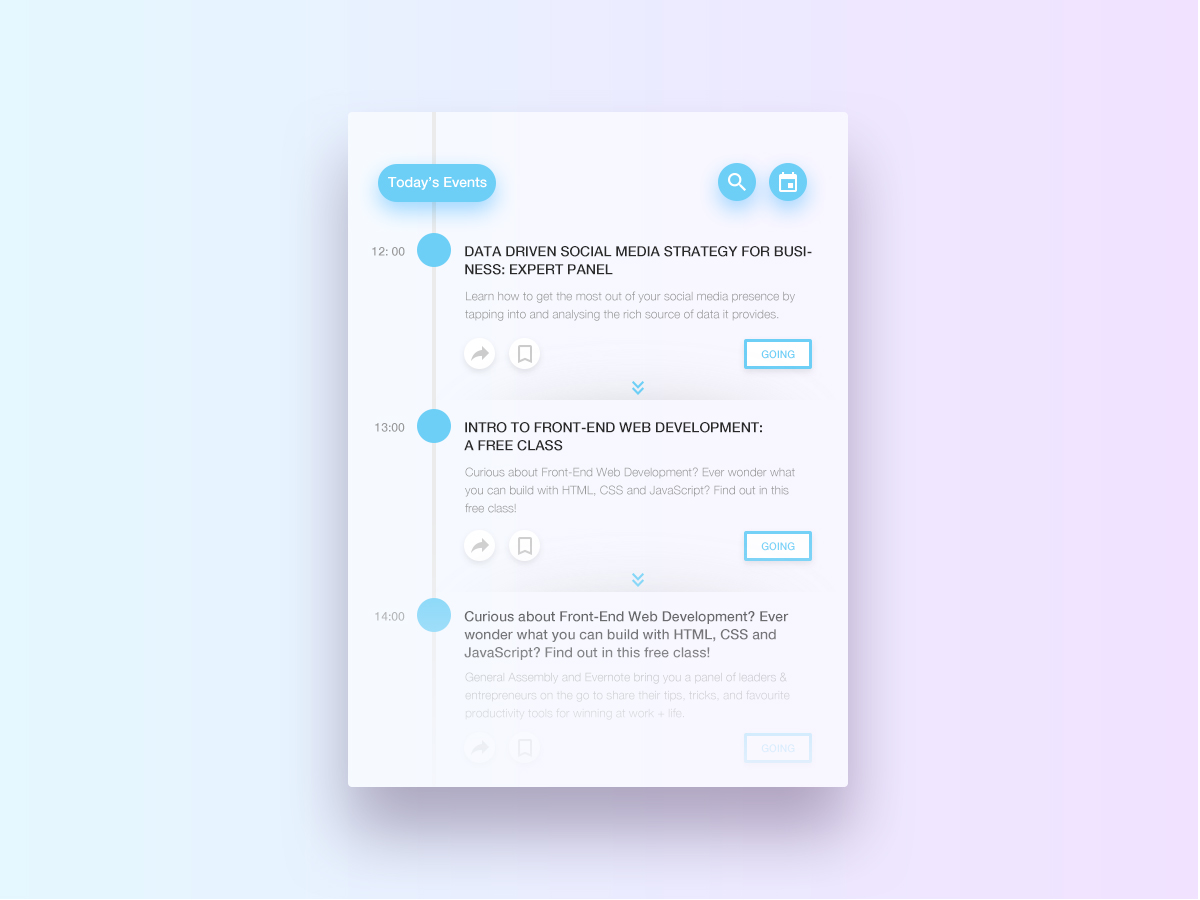 Today's Events
12: 00
DATA DRIVEN SOCIAL MEDIA STRATEGY FOR BUSI-
NESS: EXPERT PANEL
Learn how to get the most out of your social media presence by
tapping into and analysing the rich source of data it provides.
GOING
13:00
INTRO TO FRONT-END WEB DEVELOPMENT:
A FREE CLASS
Curious about Front-End Web Development? Ever wonder what
you can build with HTML, CSS and JavaScript? Find out in this
free class!
GOING
14:00
Curious about Front-End Web Development? Ever
wonder what you can build with HTML, CSS and
JavaScript? Find out in this free class!
General Assembly and Evernote bring you a panel of leaders &
entrepreneurs on the go to share their tips, tricks, and favourite
productivity tools for winning at work + life.
GOING